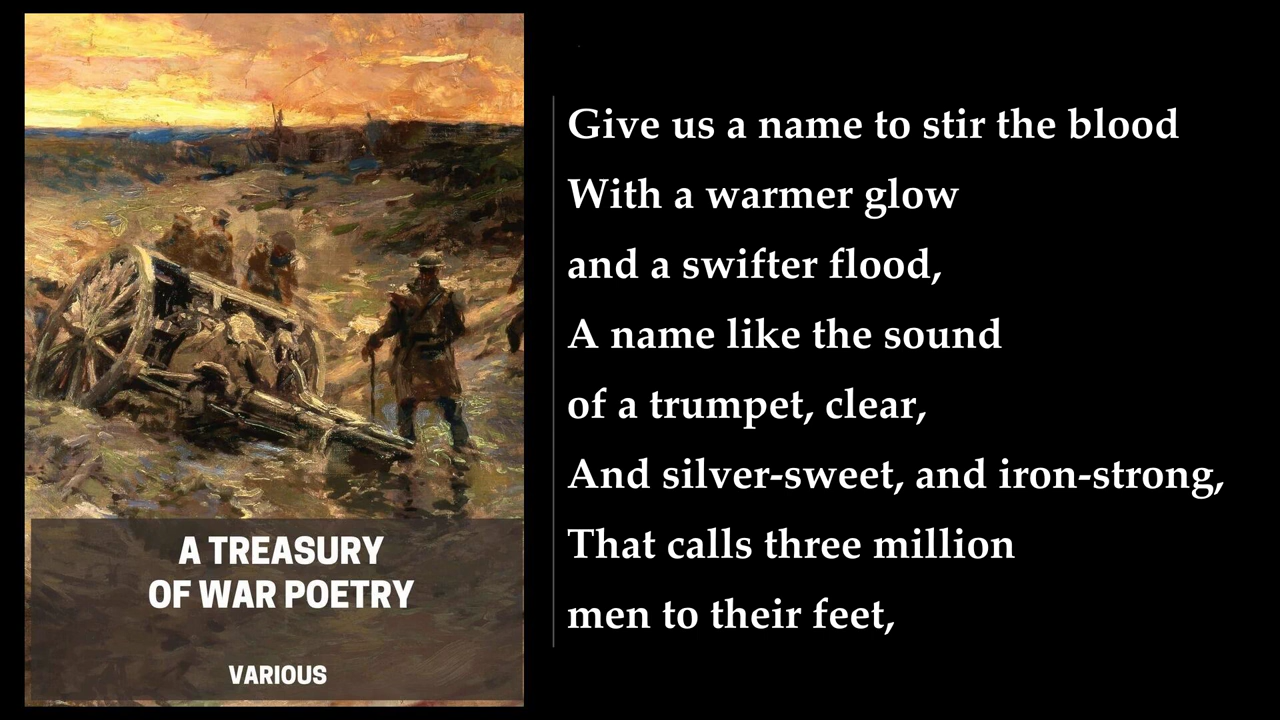 A TREASURY
OF WAR POETRY
VARIOUS
Give us a name to stir the blood
With a warmer glow
and a swifter flood,
A name like the sound
of a trumpet, clear,
And silver-sweet, and iron-strong,
That calls three million
men to their feet,